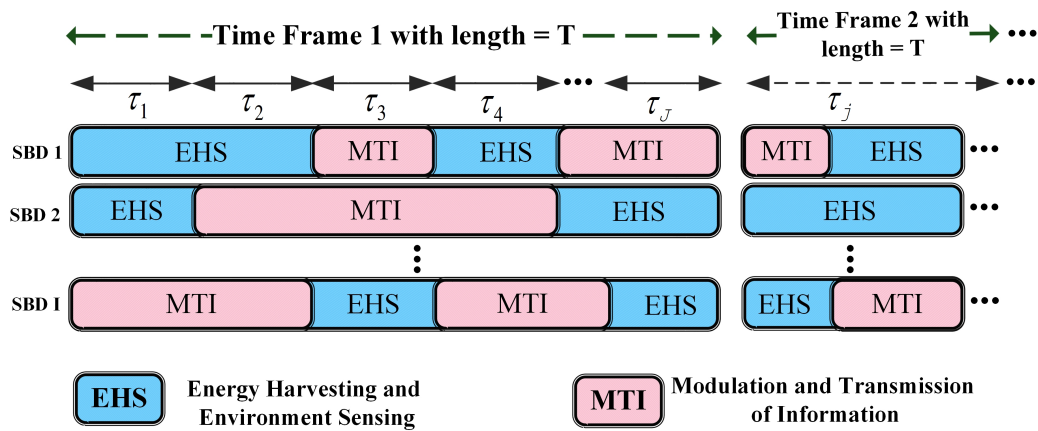 Time Frame 1 with length = T
Time Frame 2 with
length = T
τ1 τ2 τ3 τ4 τJ τj
SBD 1 EHS MTI EHS MTI MTI EHS
SBD 2 EHS MTI EHS EHS
SBD I MTI EHS MTI EHS EHS MTI
EHS Energy Harvesting and
Environment Sensing
MTI Modulation and Transmission
of Information